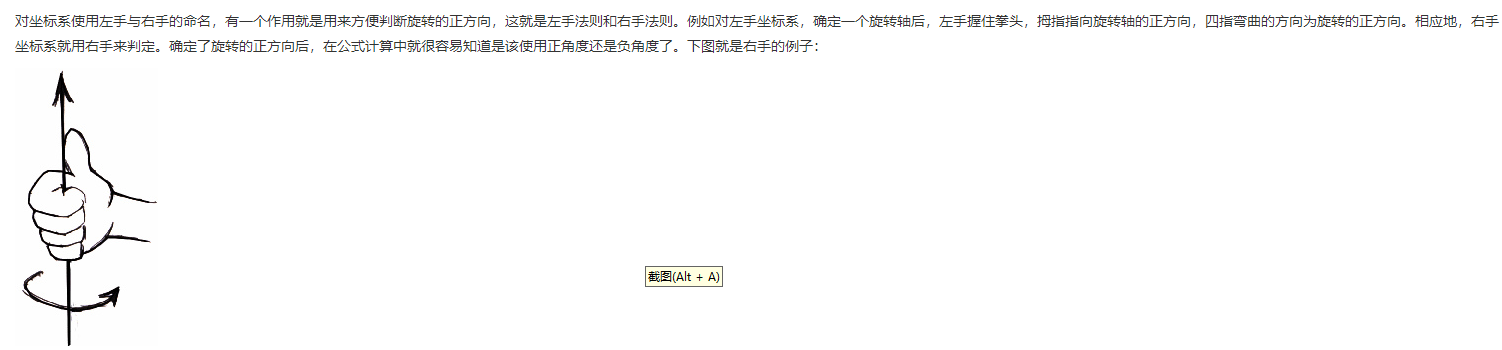 对坐标系使用左手与右手的命名，有一个作用就是用来方便判断旋转的正方向，这就是左手法则和右手法则。例如对左手坐标系，确定一个旋转轴后，左手握住拳头，拇指指向旋转轴的正方向，四指弯曲的方向为旋转的正方向。相应地，右手
坐标系就用右手来判定。确定了旋转的正方向后，在公式计算中就很容易知道是该使用正角度还是负角度了。下图就是右手的例子：
截图(Alt + A)